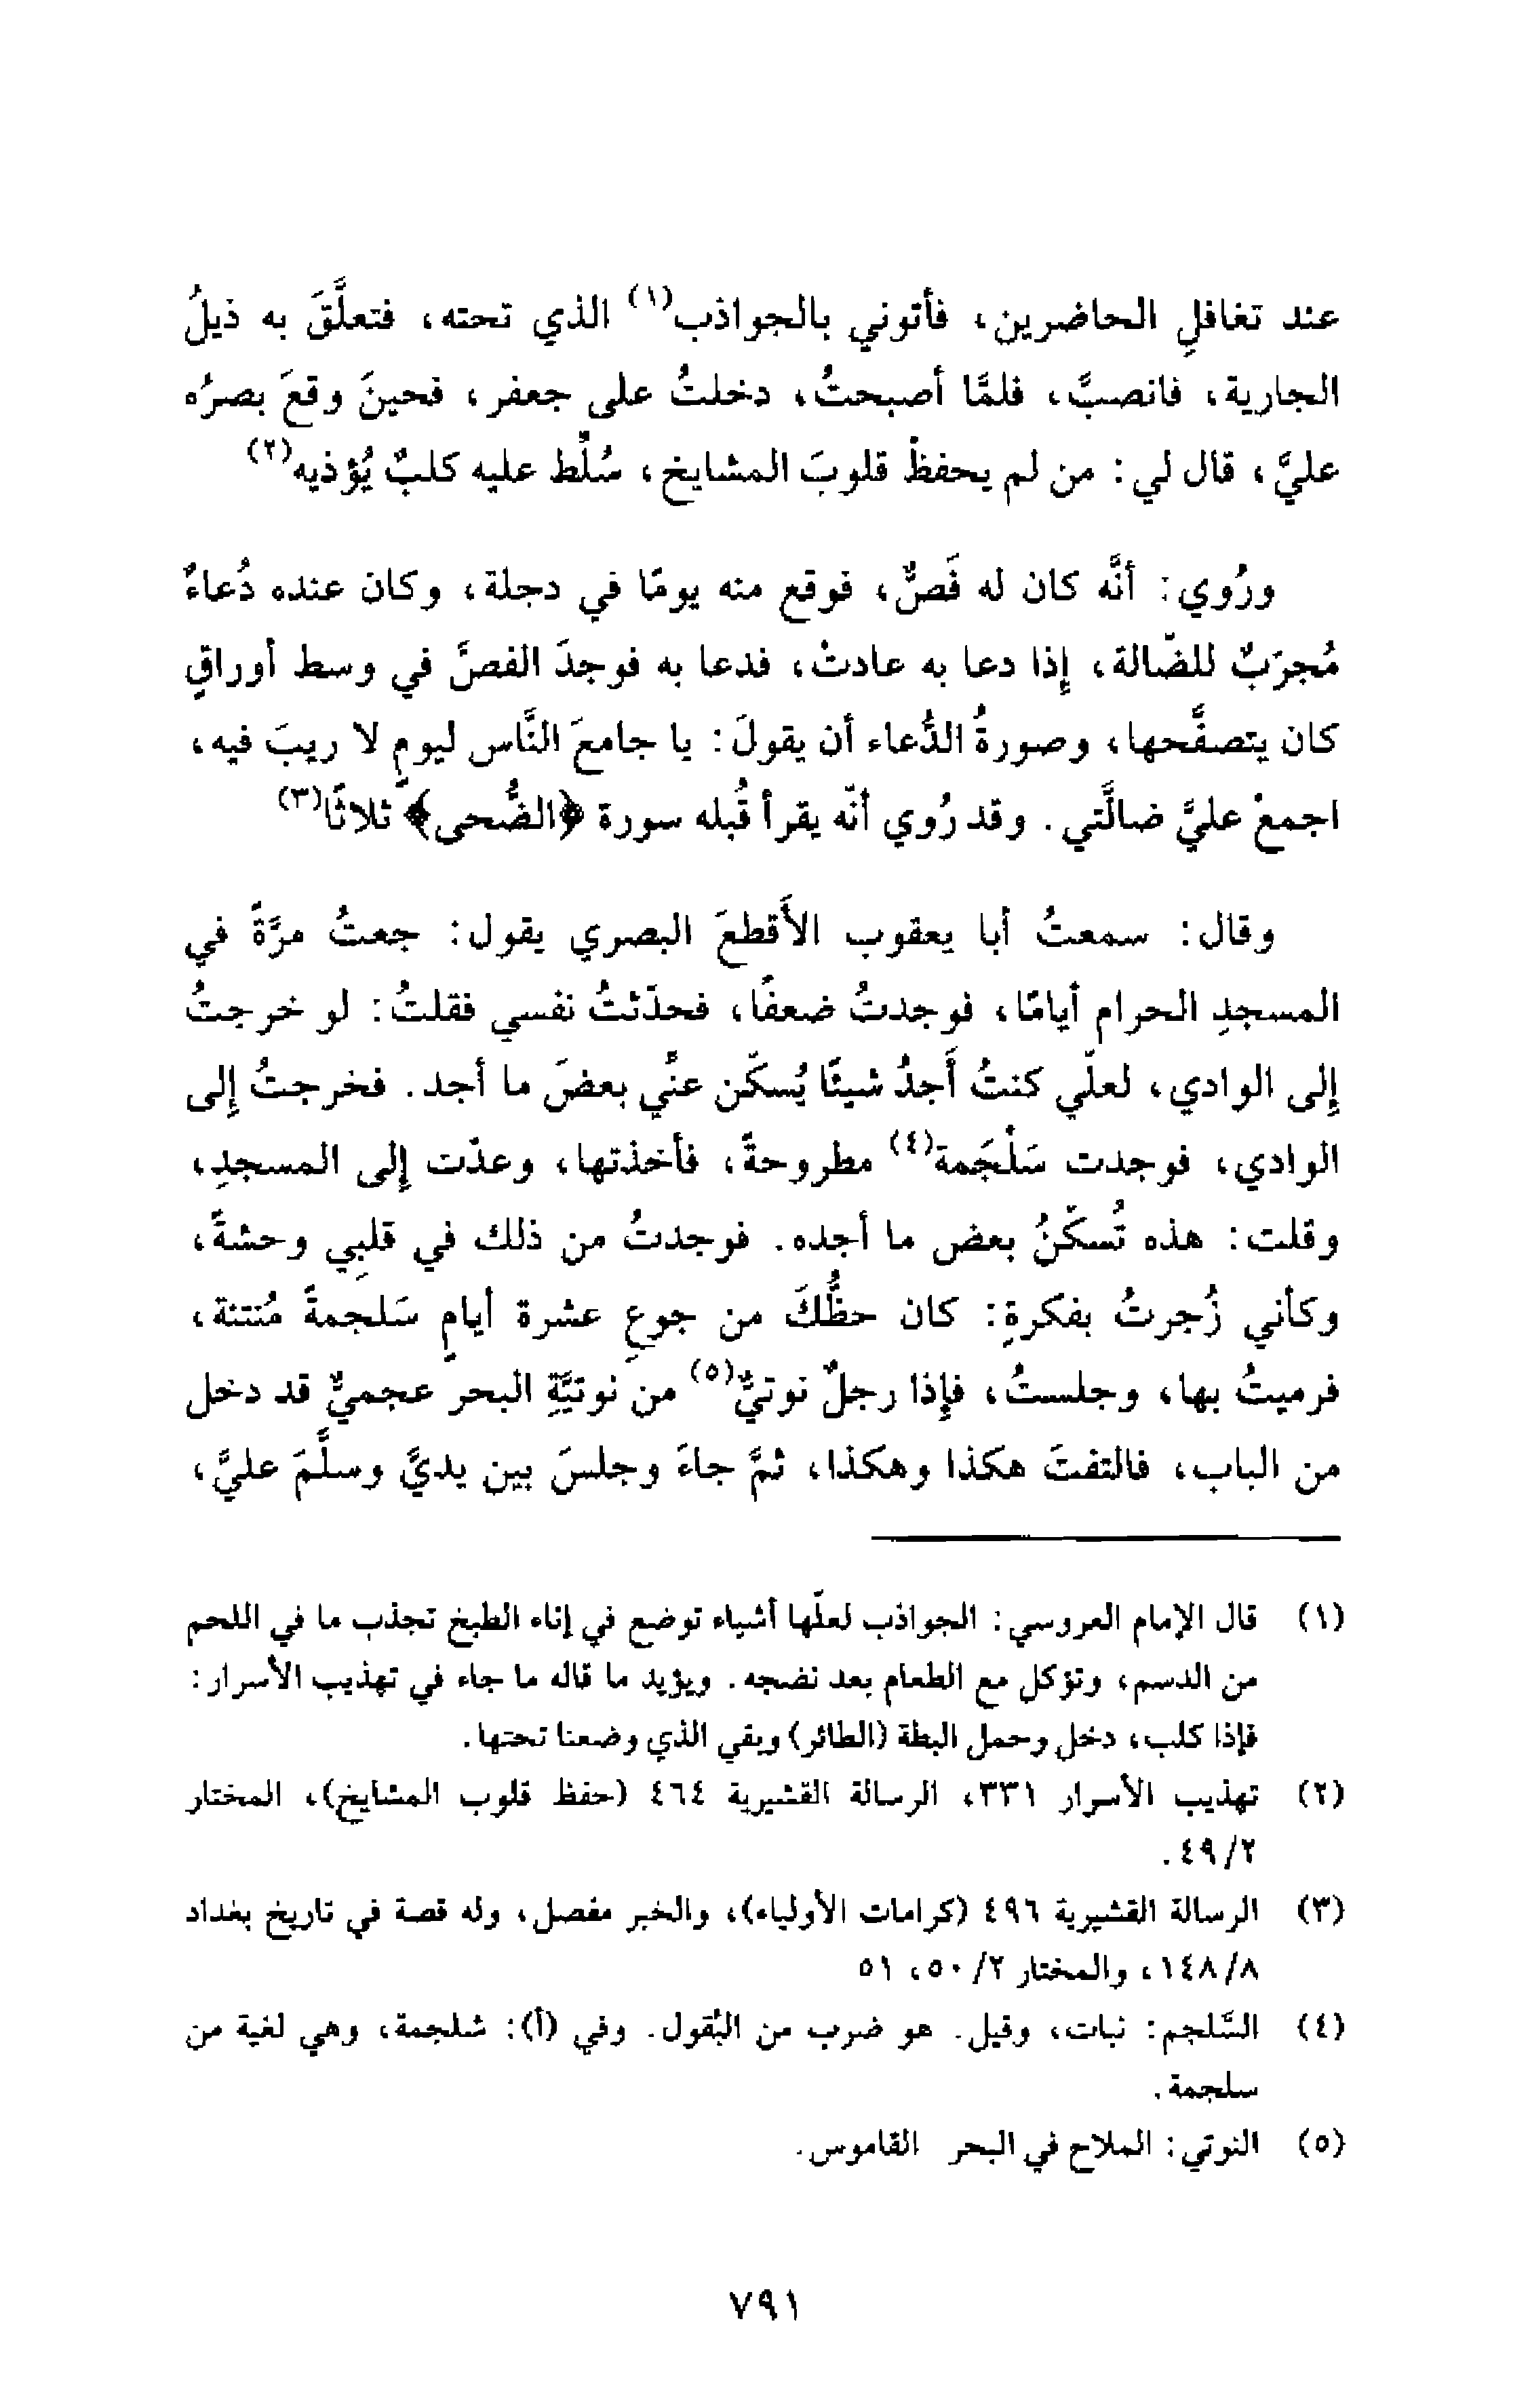 عند تغافلِ الحاضرين، فأتوني بالجواذب(١) الذي تحته، فتعلَّقَ به ذيلُ
الجارية، فانصبَّ، فلمَّا أصبحتُ، دخلتُ على جعفر، فحينَ وقعَ بصرُه
عليَّ، قال لي: من لم يحفظْ قلوبَ المشايخ، سُلِّط عليه كلبٌ يُؤذيه(٢)
ورُوي: أنَّه كان له فَصٌّ، فوقع منه يومًا في دجلة، وكان عنده دُعاءٌ
مُجرَبٌ للضّالة، إذا دعا به عادتْ، فدعا به فوجدَ الفصَّ في وسط أوراقٍ
كان يتصفَّحها، وصورةُ الدُّعاء أن يقولَ: يا جامعَ النَّاس ليومٍ لا ريبَ فيه،
اجمعْ عليَّ ضالَّتي. وقد رُوي أنّه يقرأ قُبله سورة ﴿الضُّحى﴾ ثلاثًا(٣)
وقال: سمعتُ أبا يعقوب الأَقطعَ البصري يقول: جعتُ مرَّةً في
المسجدِ الحرام أيامًا، فوجدتُ ضعفًا، فحدّثتُ نفسي فقلتُ: لو خرجتُ
إلى الوادي، لعلّي كنتُ أَجدُ شيئًا يُسكّن عنِّي بعضَ ما أجد. فخرجتُ إلى
الوادي، فوجدت سَلْجَمة(٤) مطروحةً، فأخذتها، وعدّت إلى المسجدِ،
وقلت: هذه تُسكّنُ بعض ما أجده. فوجدتُ من ذلك في قلبِي وحشةً،
وكأني زُجرتُ بفكرةٍ: كان حظُّكَ من جوعِ عشرة أيامٍ سَلجمةً مُنتنة،
فرميتُ بها، وجلستُ، فإذا رجلٌ نوتيٌّ(٥) من نوتيَّةِ البحر عجميٌّ قد دخل
من الباب، فالتفتَ هكذا وهكذا، ثمَّ جاءَ وجلسَ بين يديَّ وسلَّمَ عليَّ،
(١) قال الإمام العروسي: الجواذب لعلّها أشياء توضع في إناء الطبخ تجذب ما في اللحم
من الدسم، وتؤكل مع الطعام بعد نضجه. ويؤيد ما قاله ما جاء في تهذيب الأسرار:
فإذا كلب، دخل وحمل البطة (الطائر) وبقي الذي وضعنا تحتها.
(٢) تهذيب الأسرار ٣٣١، الرسالة القشيرية ٤٦٤ (حفظ قلوب المشايخ)، المختار
٤٩/٢.
(٣) الرسالة القشيرية ٤٩٦ (كرامات الأولياء)، والخبر مفصل، وله قصة في تاريخ بغداد
١٤٨/٨، والمختار ٥٠/٢، ٥١
(٤) السَّلجم: نبات، وقيل. هو ضرب من البُقول. وفي (أ): شلجمة، وهي لغية من
سلجمة.
(٥) النوتي: الملاح في البحر القاموس.
٧٩١